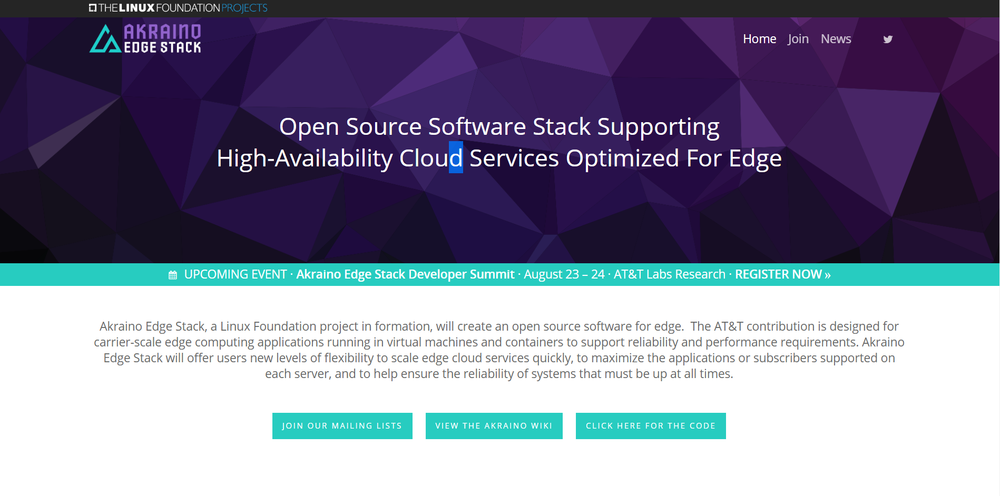 THE LINUX FOUNDATION PROJECTS
AKRAINO
EDGE STACK
Home Join News
Open Source Software Stack Supporting
High-Availability Cloud Services Optimized For Edge
UPCOMING EVENT · Akraino Edge Stack Developer Summit · August 23 – 24 · AT&T Labs Research · REGISTER NOW »
Akraino Edge Stack, a Linux Foundation project in formation, will create an open source software for edge.  The AT&T contribution is designed for
carrier-scale edge computing applications running in virtual machines and containers to support reliability and performance requirements. Akraino
Edge Stack will offer users new levels of flexibility to scale edge cloud services quickly, to maximize the applications or subscribers supported on
each server, and to help ensure the reliability of systems that must be up at all times.
JOIN OUR MAILING LISTS
VIEW THE AKRAINO WIKI
CLICK HERE FOR THE CODE